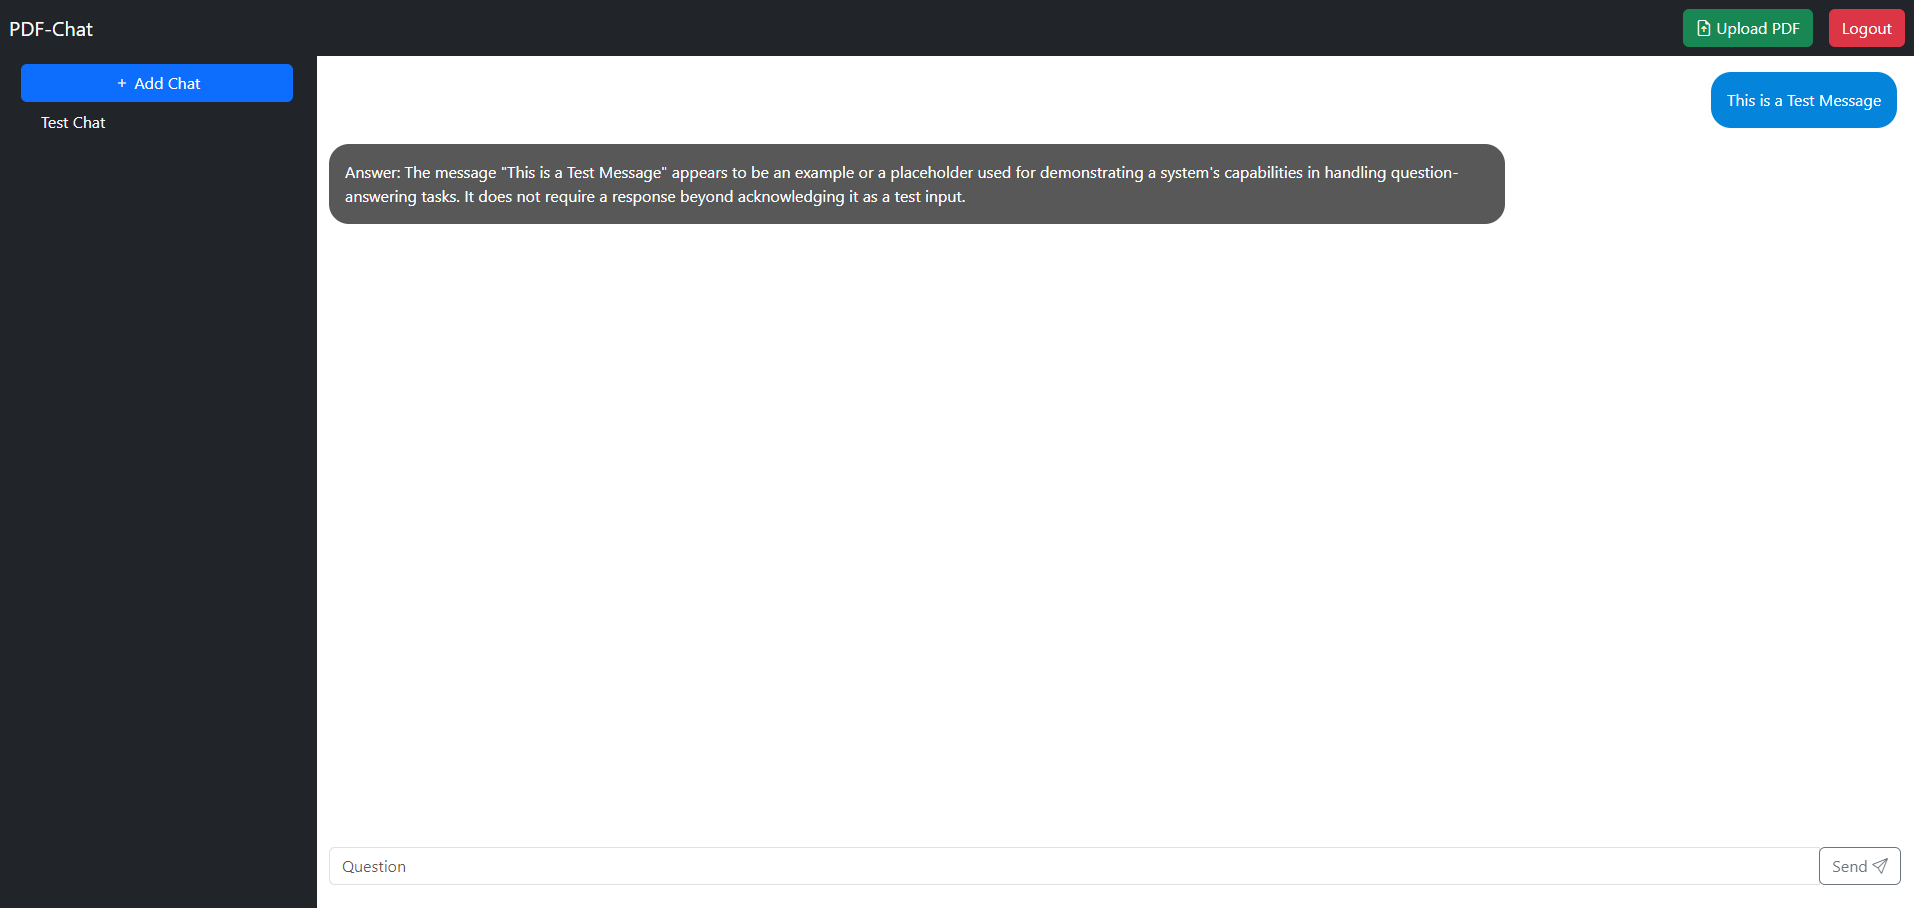 PDF-Chat
Upload PDF
Logout
+ Add Chat
Test Chat
This is a Test Message
Answer: The message "This is a Test Message" appears to be an example or a placeholder used for demonstrating a system's capabilities in handling question-
answering tasks. It does not require a response beyond acknowledging it as a test input.
Question
Send